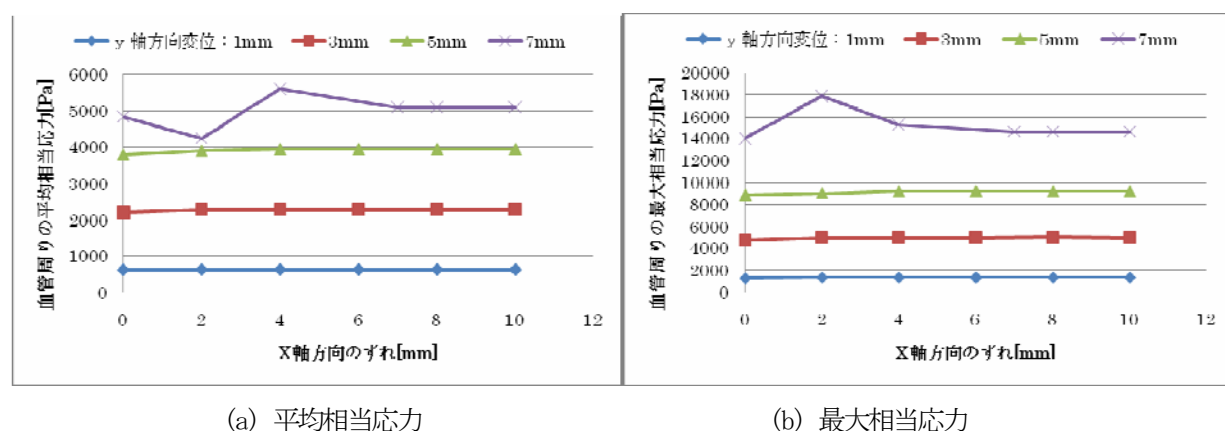 y 軸方向変位：1mm 3mm 5mm 7mm
血管周りの平均相当応力[Pa]
6000
5000
4000
3000
2000
1000
0
0 2 4 6 8 10 12
X軸方向のずれ[mm]
(a) 平均相当応力
y 軸方向変位：1mm 3mm 5mm 7mm
血管周りの最大相当応力[Pa]
20000
18000
16000
14000
12000
10000
8000
6000
4000
2000
0
0 2 4 6 8 10 12
X軸方向のずれ[mm]
(b) 最大相当応力